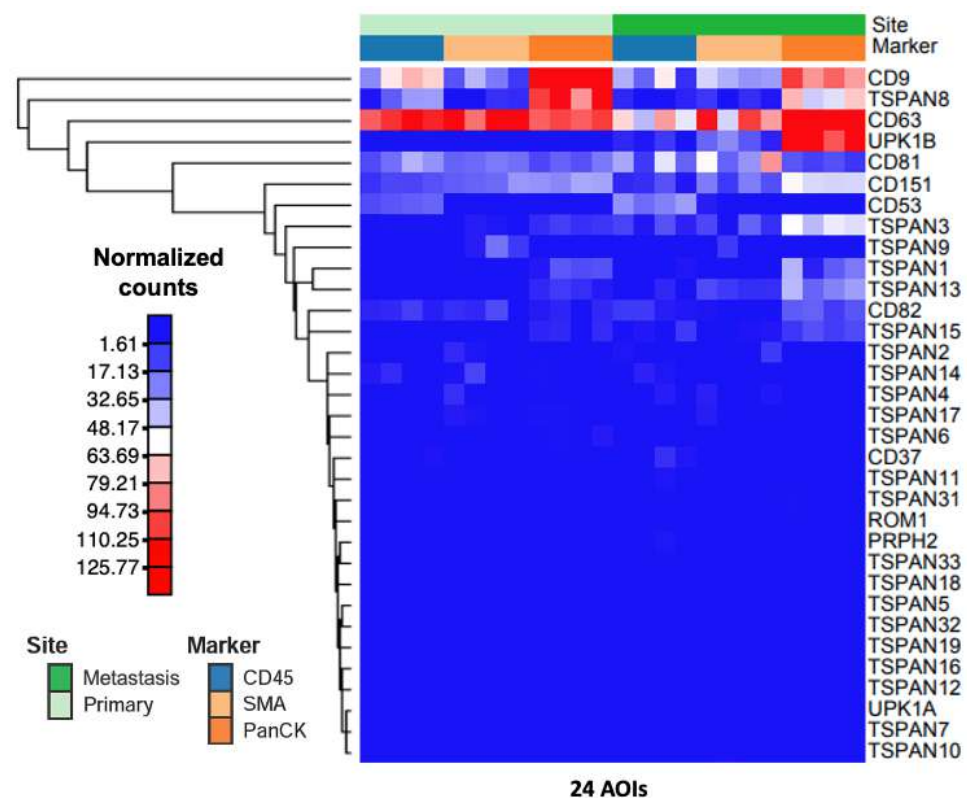 Site
Marker
CD9
TSPAN8
CD63
UPK1B
CD81
CD151
CD53
TSPAN3
TSPAN9
TSPAN1
TSPAN13
CD82
TSPAN15
TSPAN2
TSPAN14
TSPAN4
TSPAN17
TSPAN6
CD37
TSPAN11
TSPAN31
ROM1
PRPH2
TSPAN33
TSPAN18
TSPAN5
TSPAN32
TSPAN19
TSPAN16
TSPAN12
UPK1A
TSPAN7
TSPAN10
Normalized
counts
1.61
17.13
32.65
48.17
63.69
79.21
94.73
110.25
125.77
Site
Metastasis
Primary
Marker
CD45
SMA
PanCK
24 AOIs